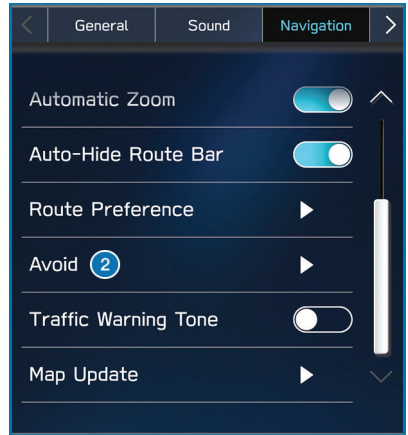 General Sound Navigation
Automatic Zoom
Auto-Hide Route Bar
Route Preference
Avoid 2
Traffic Warning Tone
Map Update